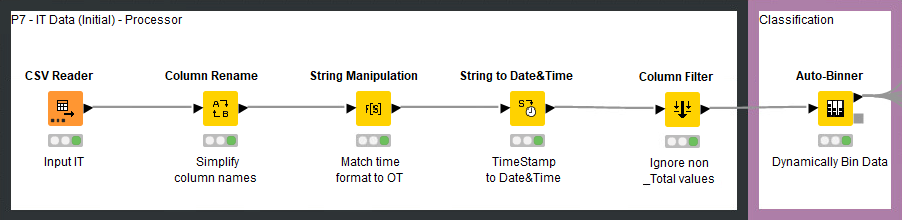 P7 - IT Data (Initial) - Processor
Classification
CSV Reader
Column Rename
String Manipulation
String to Date&Time
Column Filter
Auto-Binner
A
B
F[S]
S
Input IT
Simplify
column names
Match time
format to OT
TimeStamp
to Date&Time
Ignore non
_Total values
Dynamically Bin Data